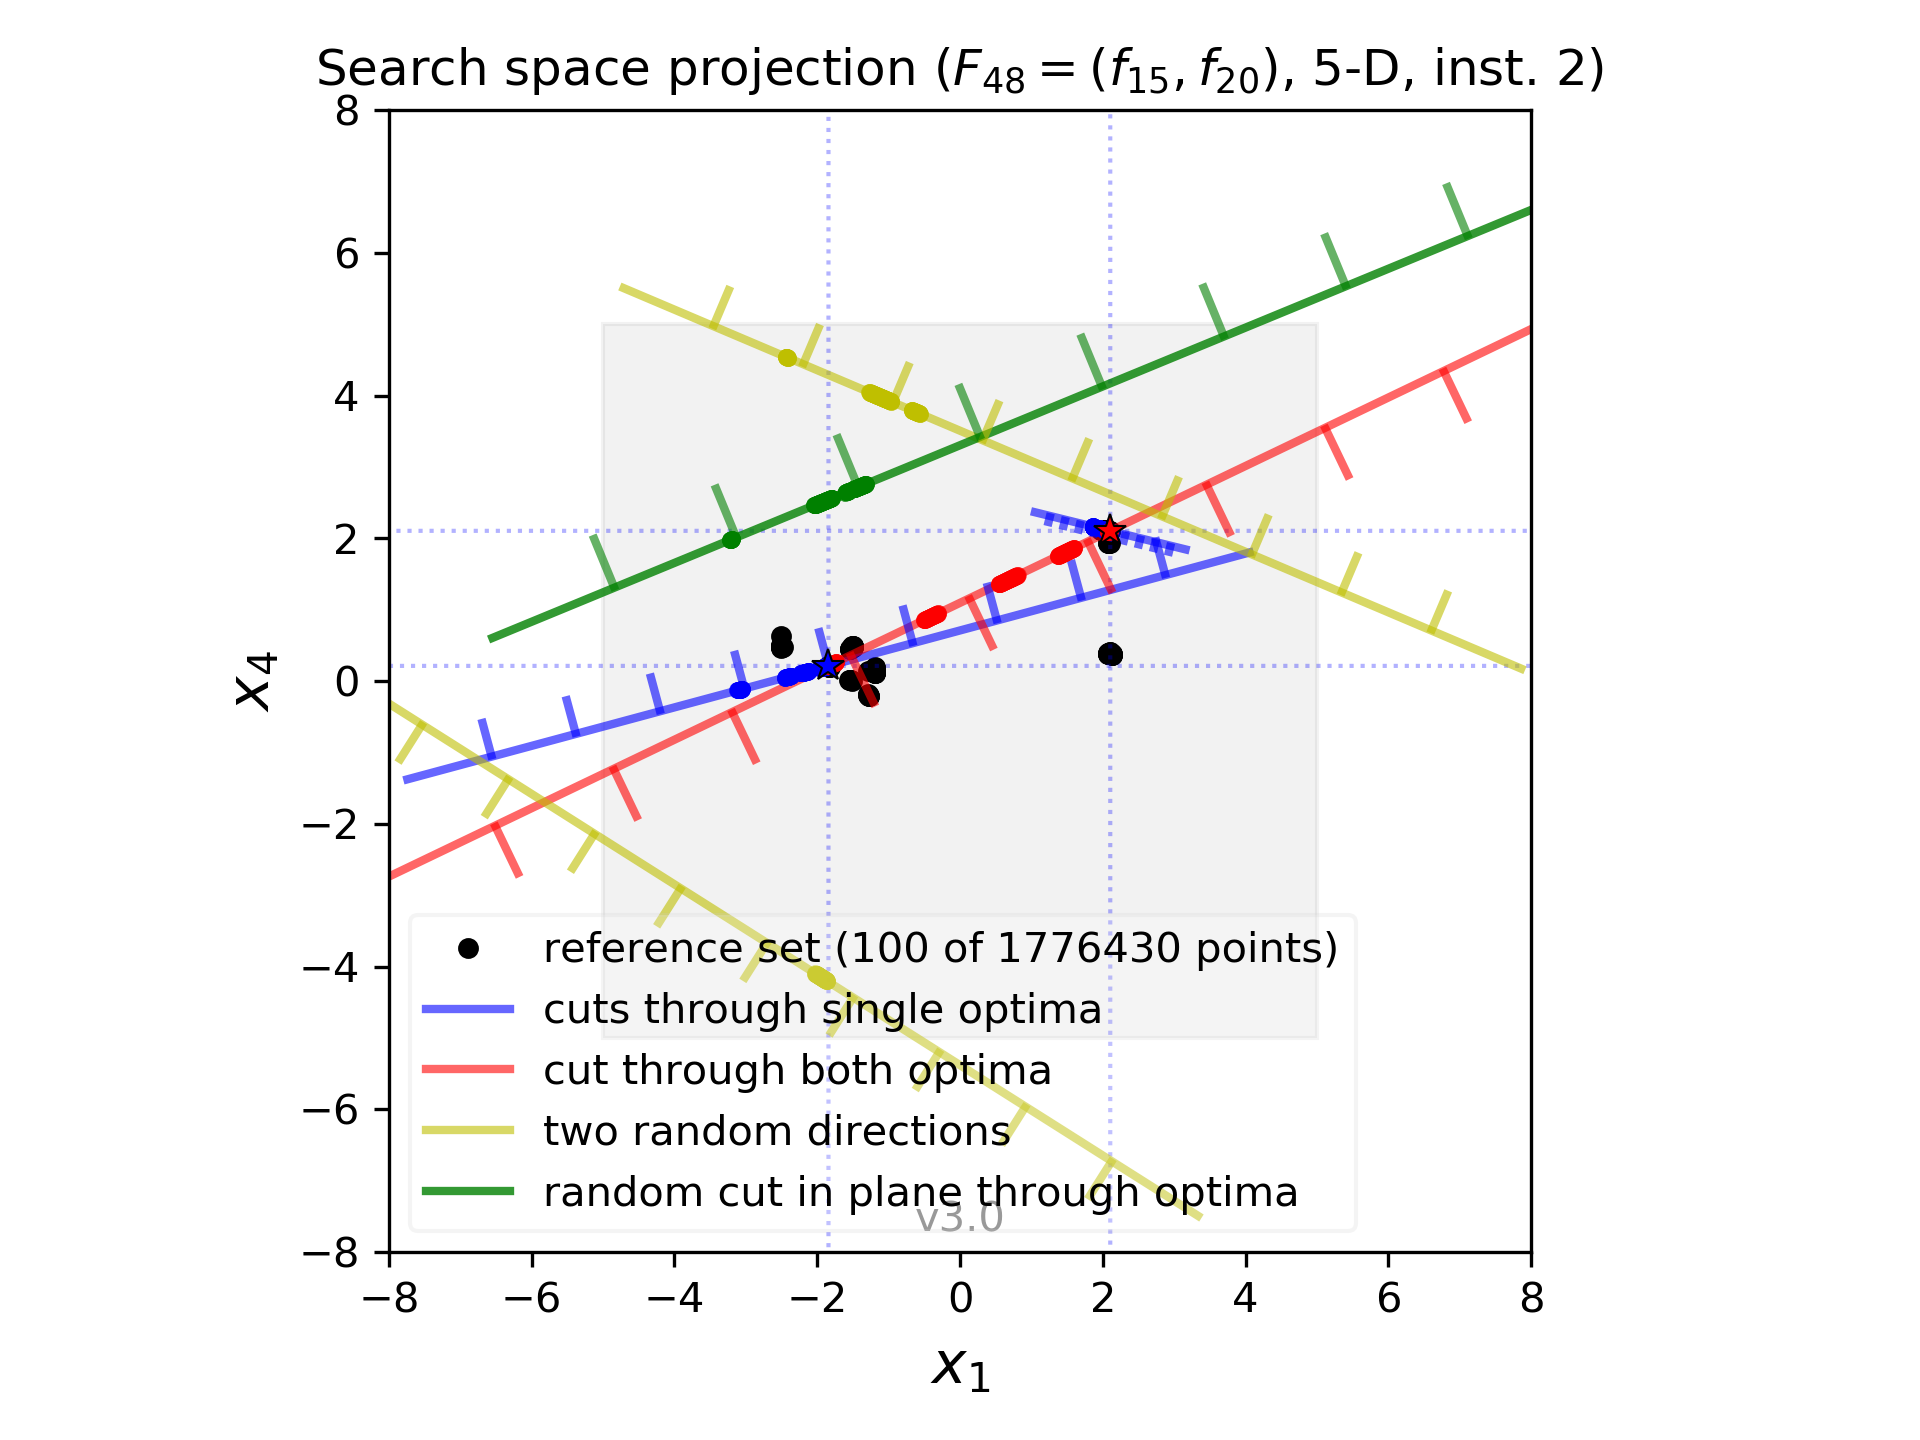 Search space projection (F₄₈ = (f₁₅, f₂₀), 5-D, inst. 2)
8
6
4
2
0
−2
−4
−6
−8
x₄
reference set (100 of 1776430 points)
cuts through single optima
cut through both optima
two random directions
random cut in plane through optima
v3.0
−8 −6 −4 −2 0 2 4 6 8
x₁